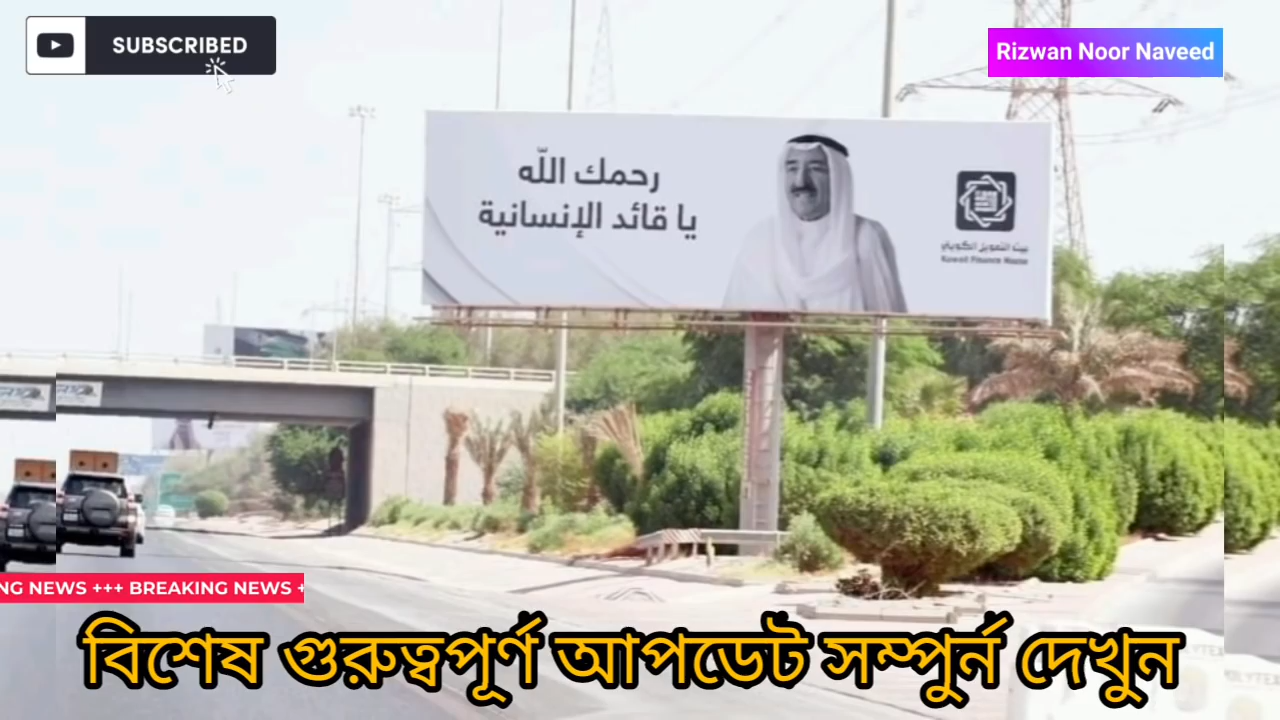 SUBSCRIBED
Rizwan Noor Naveed
رحمك اللّه
يا قائد الإنسانية
بيت التمويل الكويتي
Kuwait Finance House
NG NEWS +++ BREAKING NEWS +
বিশেষ গুরুত্বপূর্ণ আপডেট সম্পুর্ন দেখুন